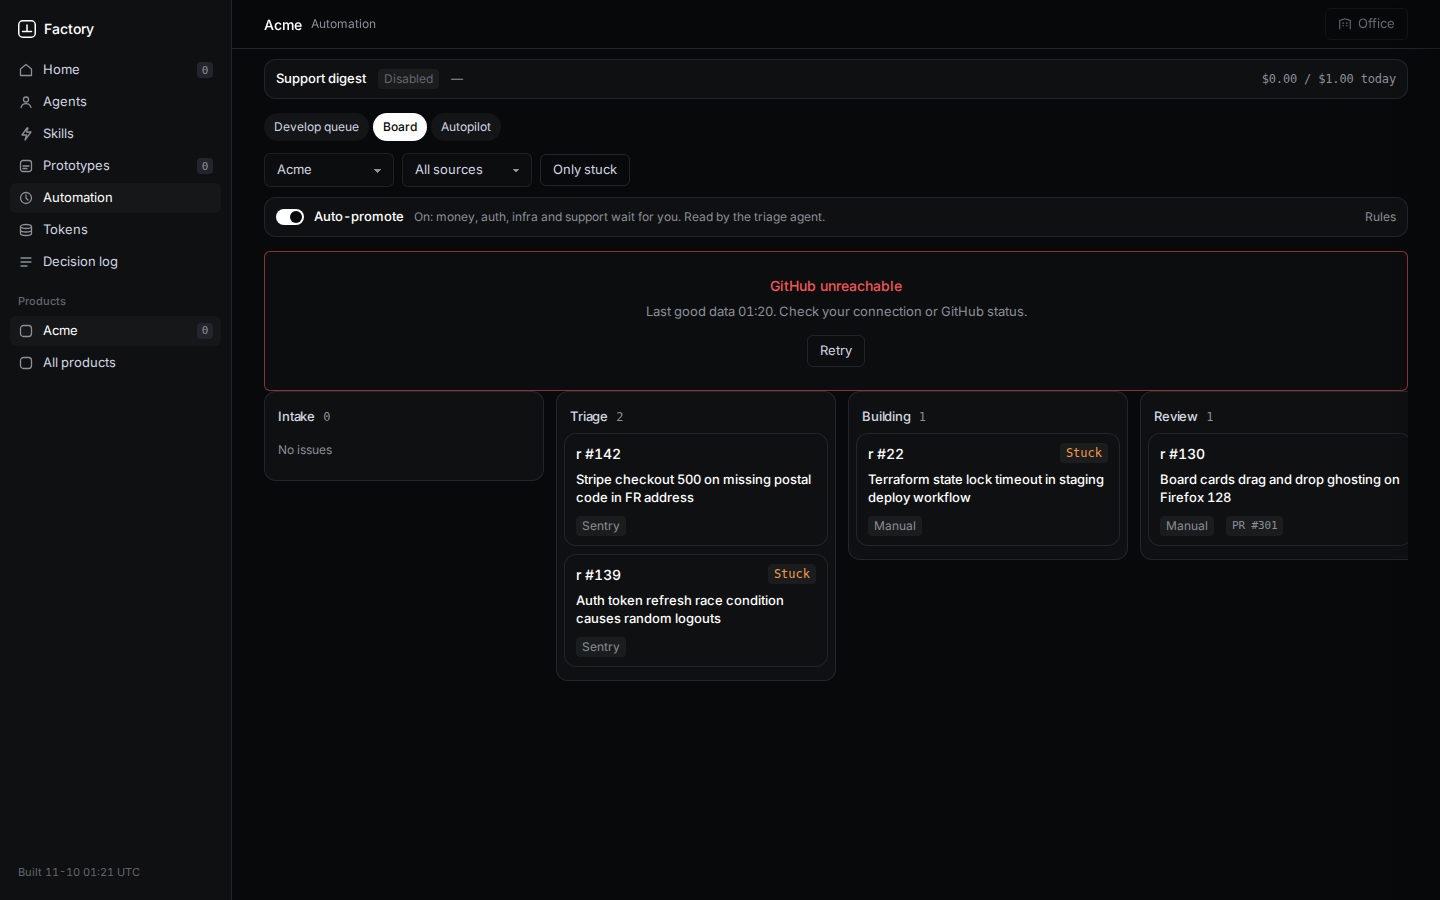 Factory
Home 0
Agents
Skills
Prototypes 0
Automation
Tokens
Decision log
Products
Acme 0
All products
Built 11-10 01:21 UTC
Acme Automation
Office
Support digest Disabled — $0.00 / $1.00 today
Develop queue Board Autopilot
Acme All sources Only stuck
Auto-promote On: money, auth, infra and support wait for you. Read by the triage agent. Rules
GitHub unreachable
Last good data 01:20. Check your connection or GitHub status.
Retry
Intake 0
No issues
Triage 2
r #142
Stripe checkout 500 on missing postal
code in FR address
Sentry
r #139 Stuck
Auth token refresh race condition
causes random logouts
Sentry
Building 1
r #22 Stuck
Terraform state lock timeout in staging
deploy workflow
Manual
Review 1
r #130
Board cards drag and drop ghosting on
Firefox 128
Manual PR #301